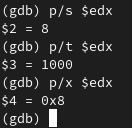 (gdb) p/s $edx
$2 = 8
(gdb) p/t $edx
$3 = 1000
(gdb) p/x $edx
$4 = 0x8
(gdb)